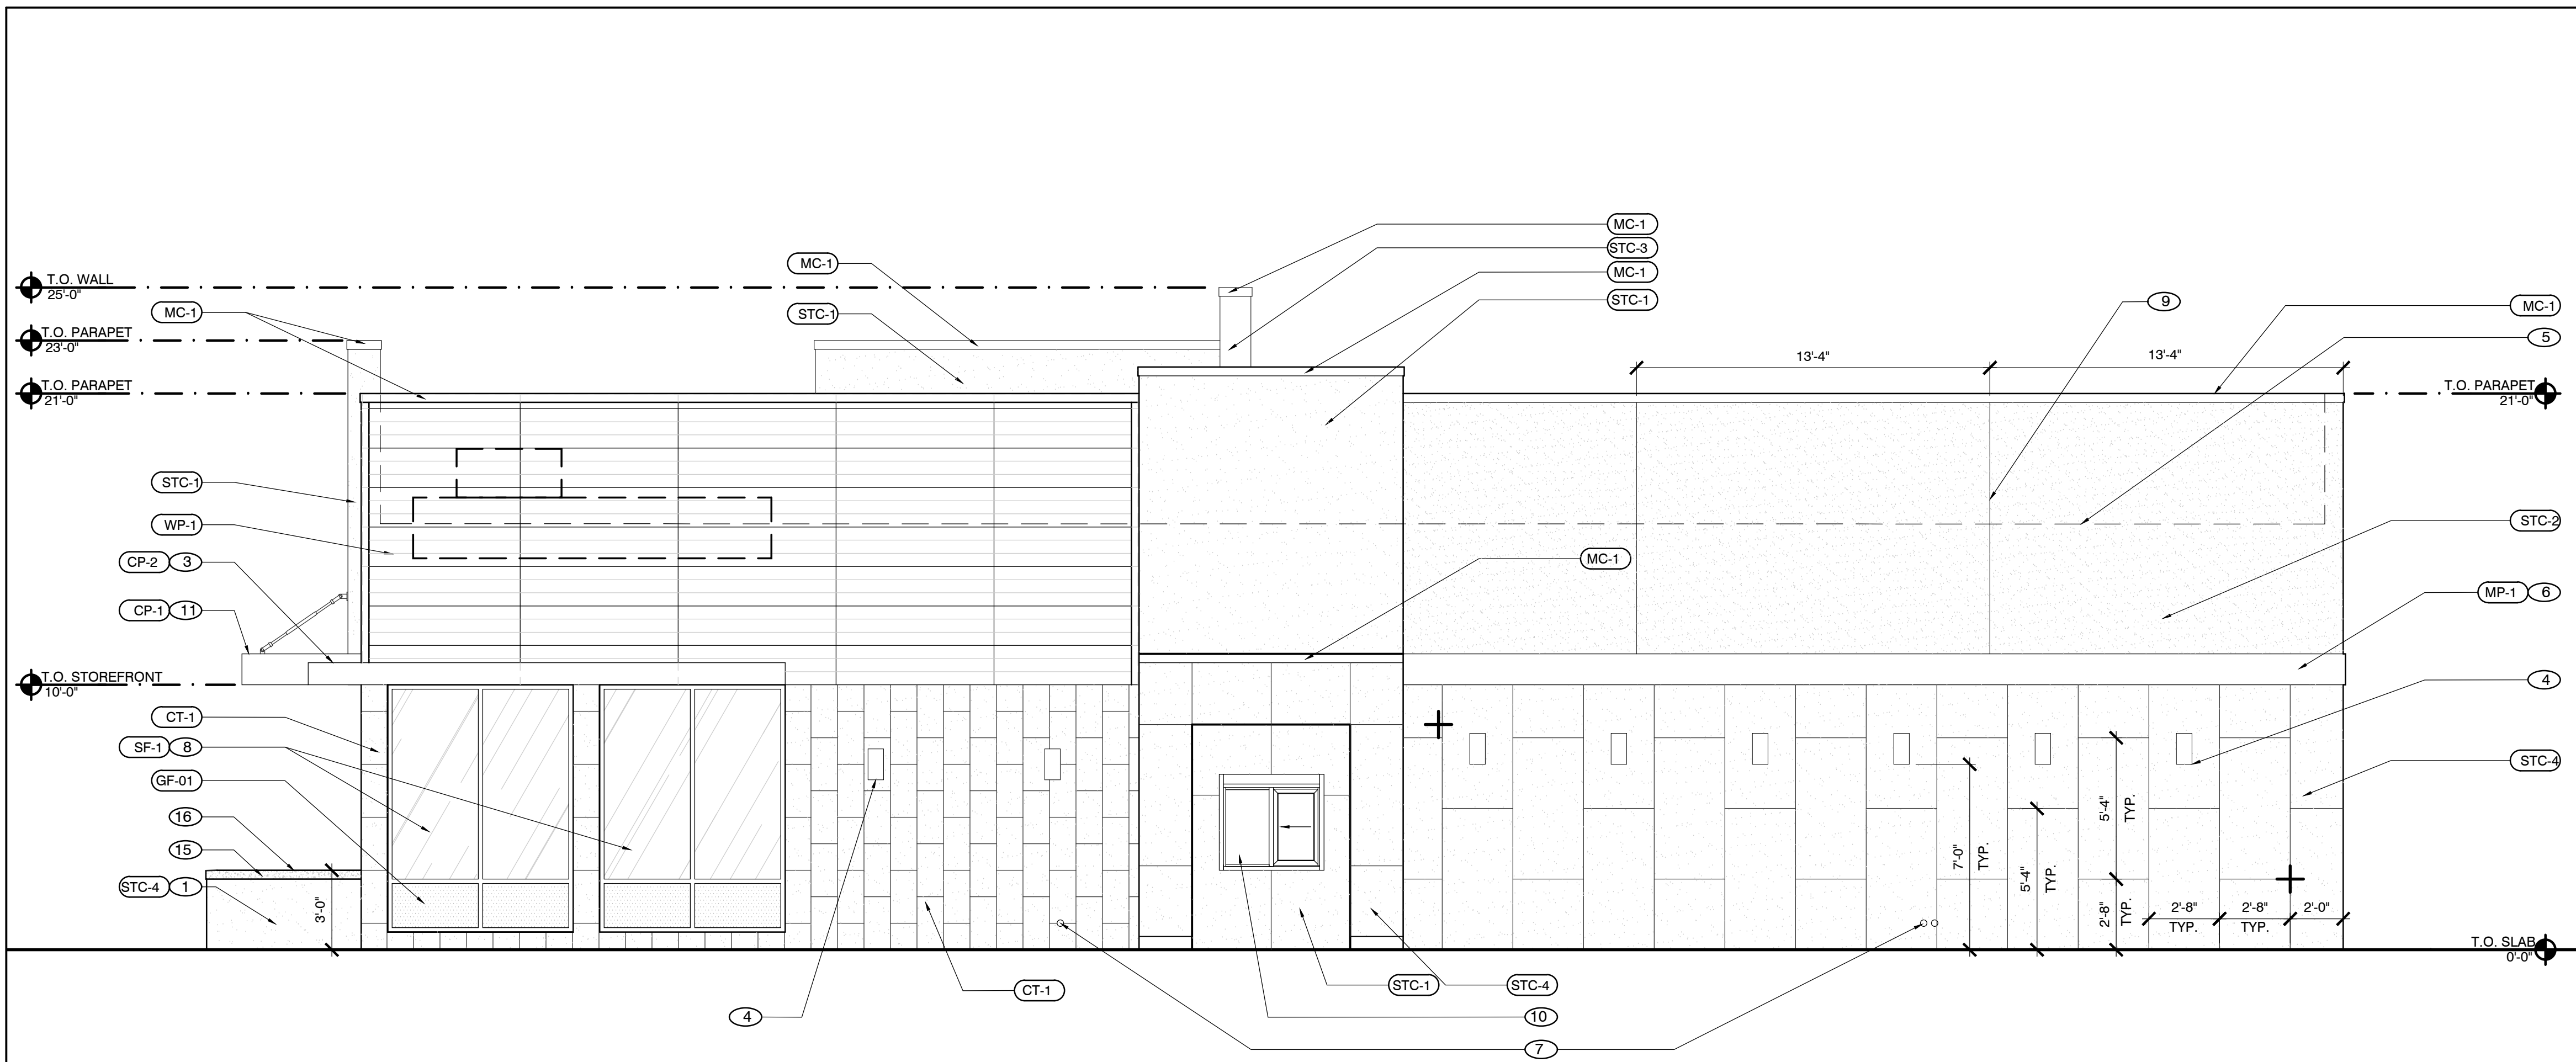 MC-1
STC-3
MC-1
MC-1
STC-1
STC-1
T.O. WALL
25'-0"
MC-1
T.O. PARAPET
23'-0"
T.O. PARAPET
21'-0"
9
MC-1
5
13'-4"
13'-4"
T.O. PARAPET
21'-0"
STC-1
WP-1
CP-2 3
CP-1 11
STC-2
MC-1
MP-1 6
T.O. STOREFRONT
10'-0"
4
CT-1
SF-1 8
GF-01
16
15
STC-4 1
3'-0"
STC-4
7'-0"
TYP.
5'-4"
TYP.
5'-4"
TYP.
2'-8"
TYP.
2'-8"
TYP.
2'-8"
TYP.
2'-0"
T.O. SLAB
0'-0"
CT-1
STC-1
STC-4
4
10
7